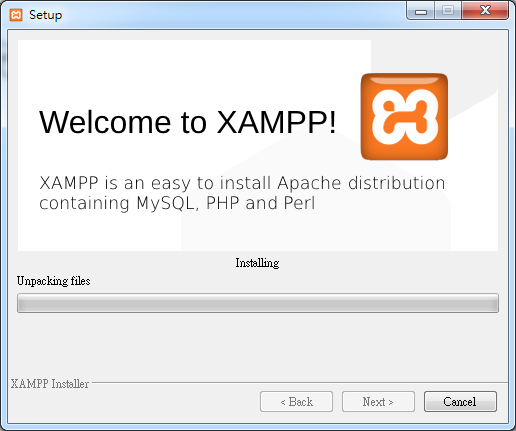 Setup
Welcome to XAMPP!
XAMPP is an easy to install Apache distribution
containing MySQL, PHP and Perl
Installing
Unpacking files
XAMPP Installer
< Back
Next >
Cancel